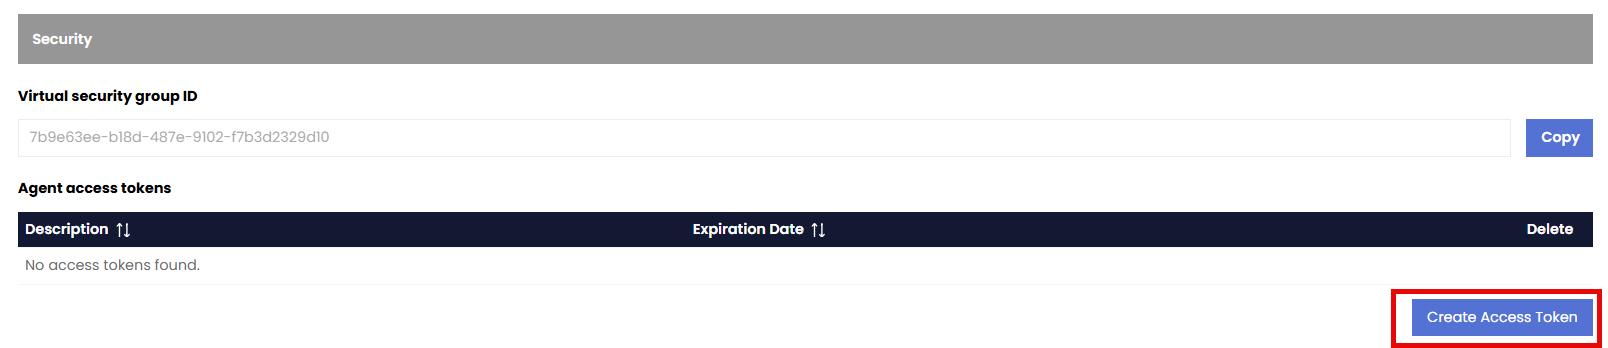 Security
Virtual security group ID
7b9e63ee-b18d-487e-9102-f7b3d2329d10 Copy
Agent access tokens
Description Expiration Date Delete
No access tokens found.
Create Access Token